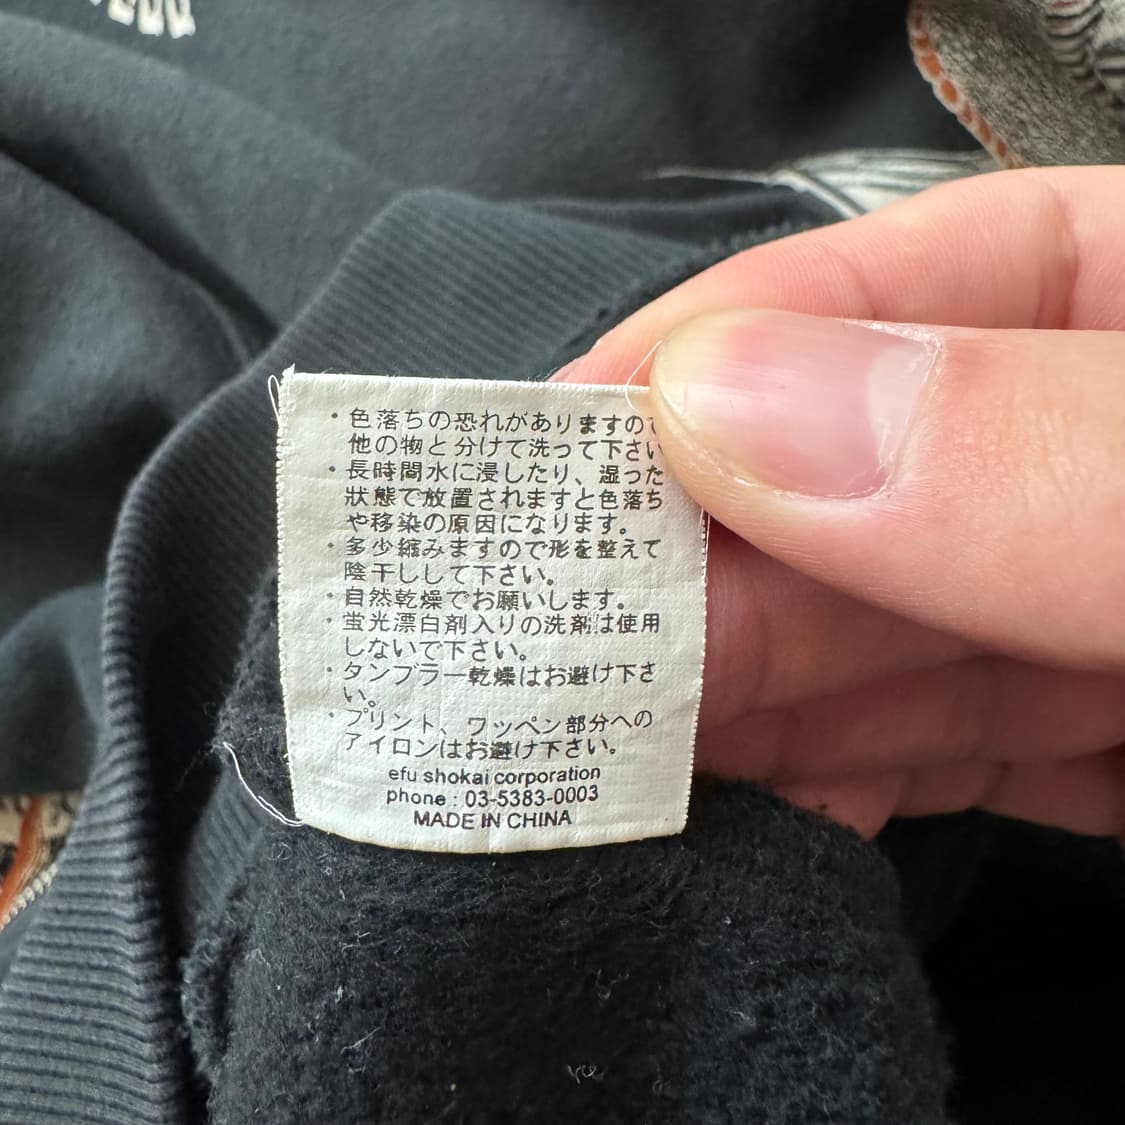 ・色落ちの恐れがありますので
他の物と分けて洗って下さい
・長時間水に浸したり、湿った
狀態で放置されますと色落ち
や移染の原因になります。
・多少縮みますので形を整えて
陰干しして下さい。
・自然乾燥でお願いします。
・蛍光漂白剤入りの洗剤は使用
しないで下さい。
・タンブラー乾燥はお避け下さ
い。
・プリント、ワッペン部分への
アイロンはお避け下さい。
efu shokai corporation
phone : 03-5383-0003
MADE IN CHINA